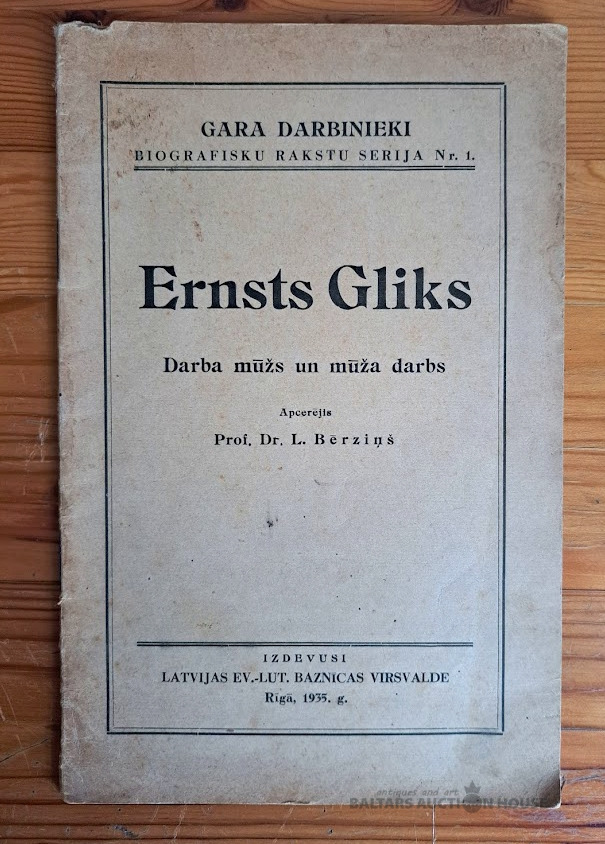 GARA DARBINIEKI
BIOGRAFISKU RAKSTU SERIJA Nr. 1.
Ernsts Gliks
Darba mūžs un mūža darbs
Apcerējis
Prof. Dr. L. Bērziņš
IZDEVUSI
LATVIJAS EV.-LUT. BAZNICAS VIRSVALDE
Rīgā, 1935. g.
antiques and art
BALTARS AUCTION HOUSE